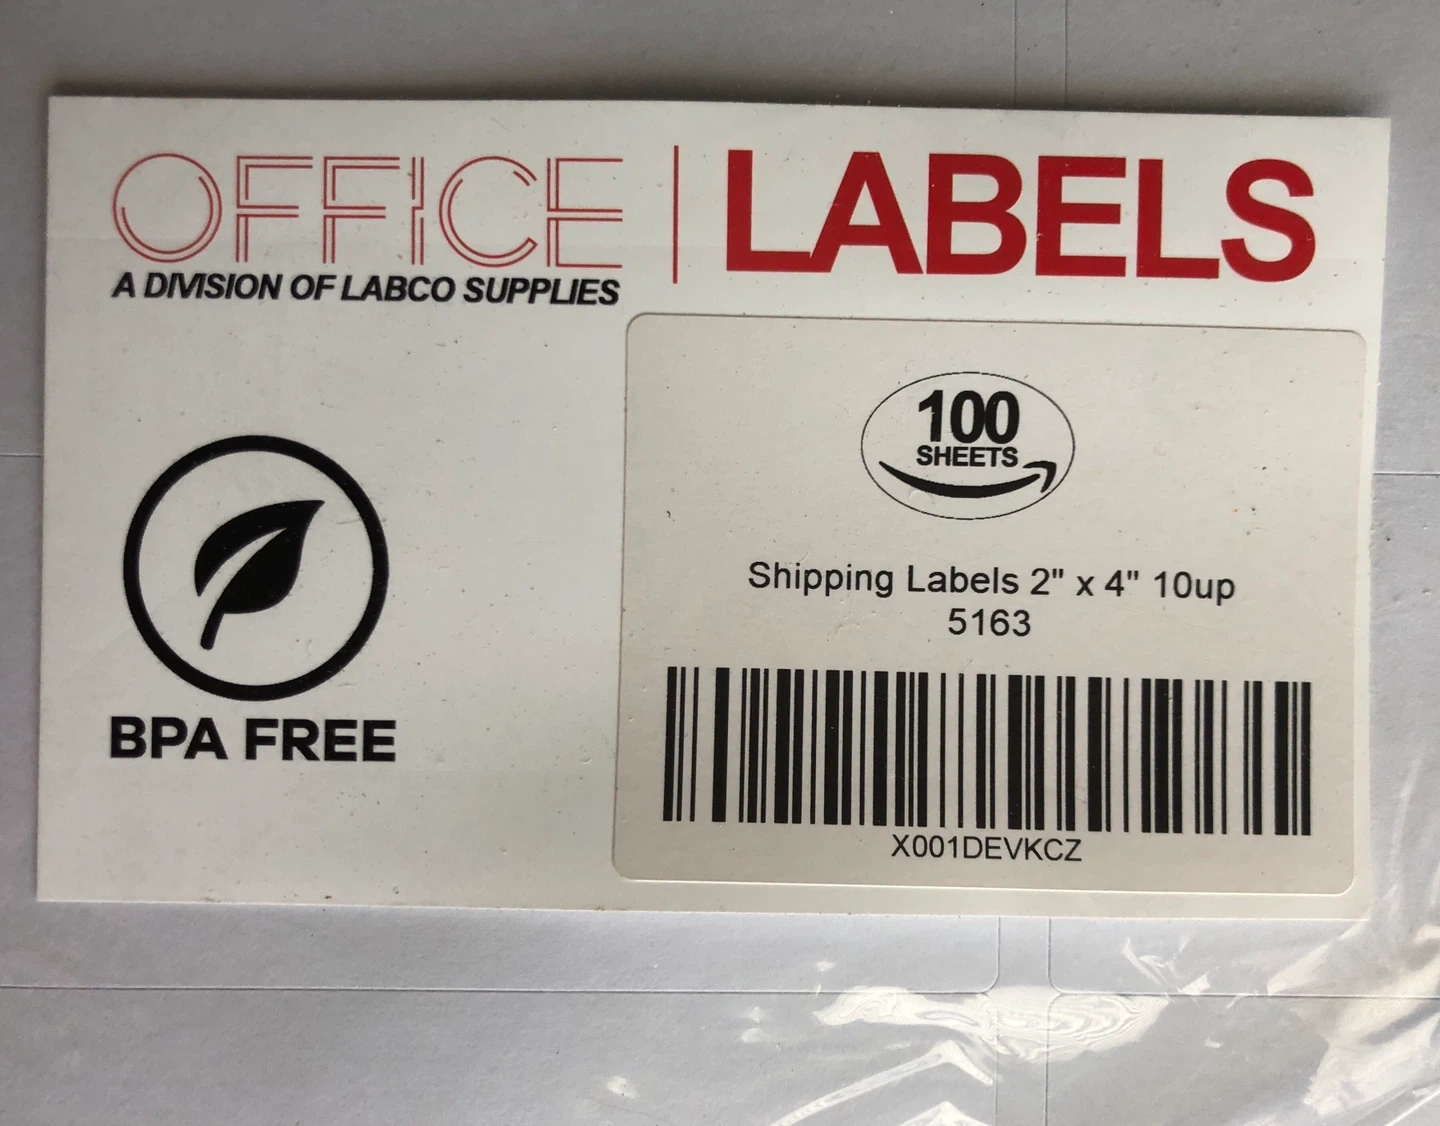 OFFICE | LABELS
A DIVISION OF LABCO SUPPLIES
100
SHEETS
Shipping Labels 2" x 4" 10up
5163
X001DEVKCZ
BPA FREE